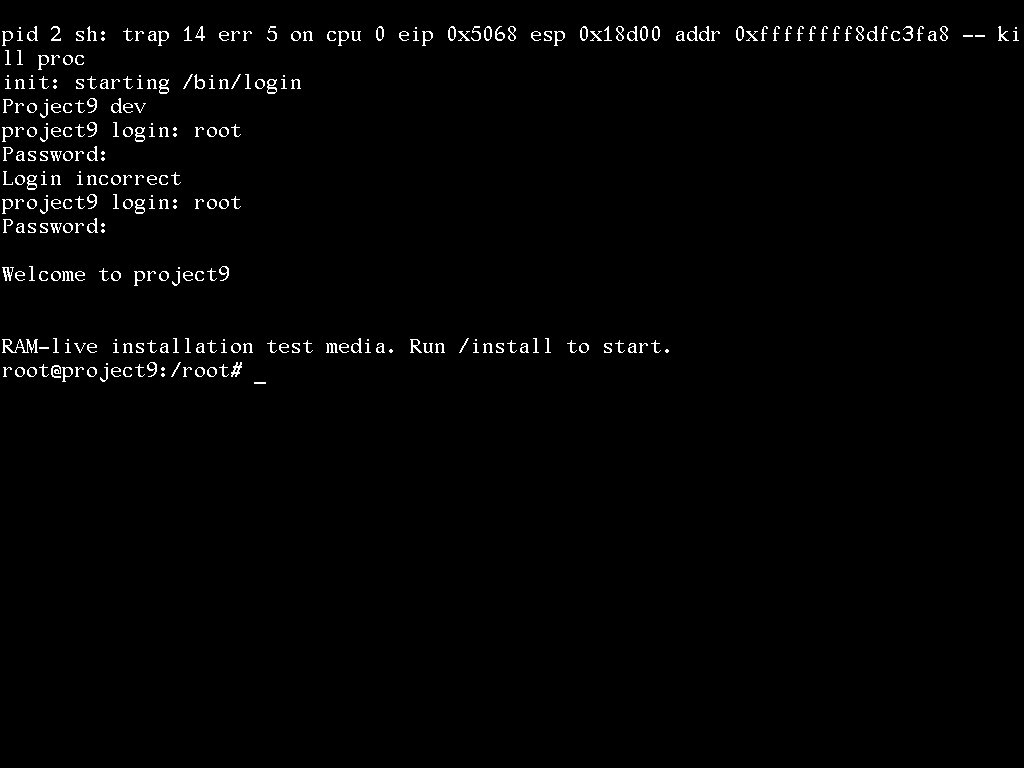 pid 2 sh: trap 14 err 5 on cpu 0 eip 0x5068 esp 0x18d00 addr 0xffffffff8dfc3fa8 -- ki
ll proc
init: starting /bin/login
Project9 dev
project9 login: root
Password:
Login incorrect
project9 login: root
Password:
Welcome to project9
RAM-live installation test media. Run /install to start.
root@project9:/root# _